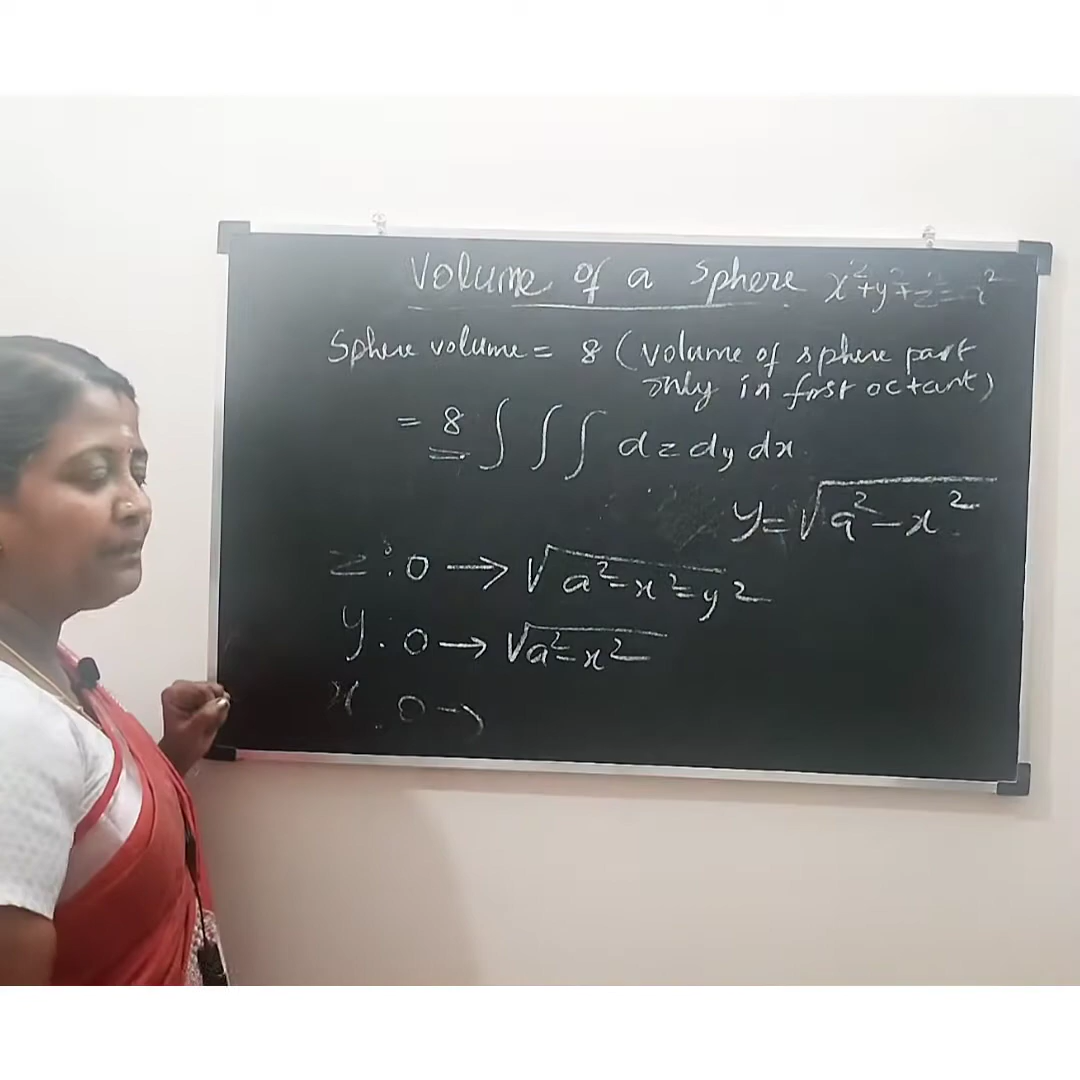 Volume of a sphere x²+y²+z²=a²
Sphere volume = 8 (volume of sphere part
only in first octant)
= 8 ∫ ∫ ∫ dz dy dx
y=√(a²-x²)
z : 0 → √(a²-x²-y²)
y : 0 → √(a²-x²)
x : 0 →